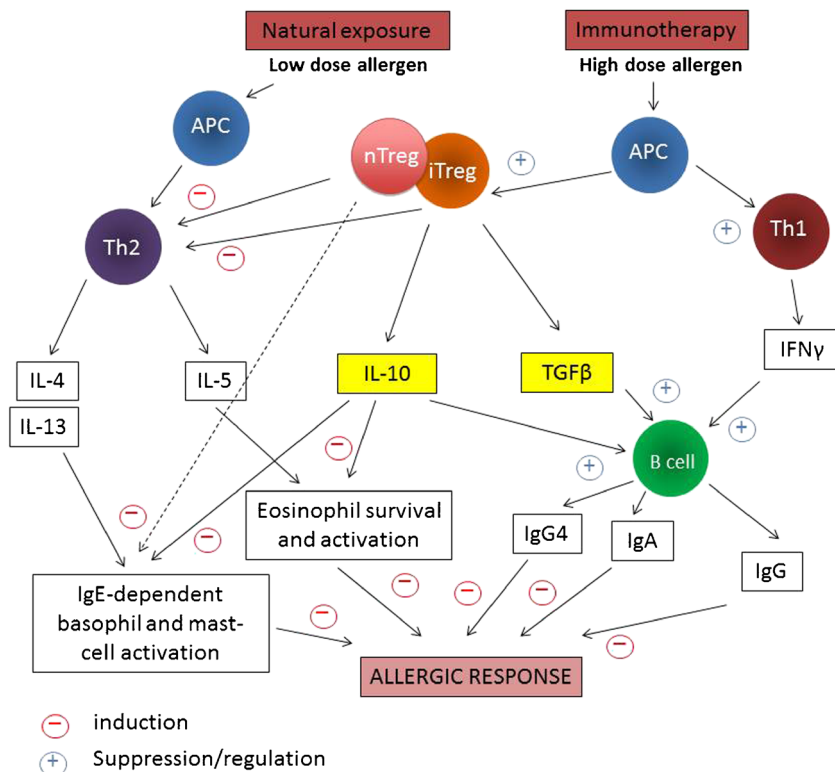 Natural exposure
Low dose allergen
Immunotherapy
High dose allergen
APC
nTreg
iTreg
+
APC
−
Th2
−
+
Th1
IL-4
IL-13
IL-5
IL-10
TGFβ
IFNγ
+
+
−
+
B cell
−
−
Eosinophil survival
and activation
IgG4
IgA
IgG
IgE-dependent
basophil and mast-
cell activation
−
−
−
−
−
ALLERGIC RESPONSE
− induction
+ Suppression/regulation